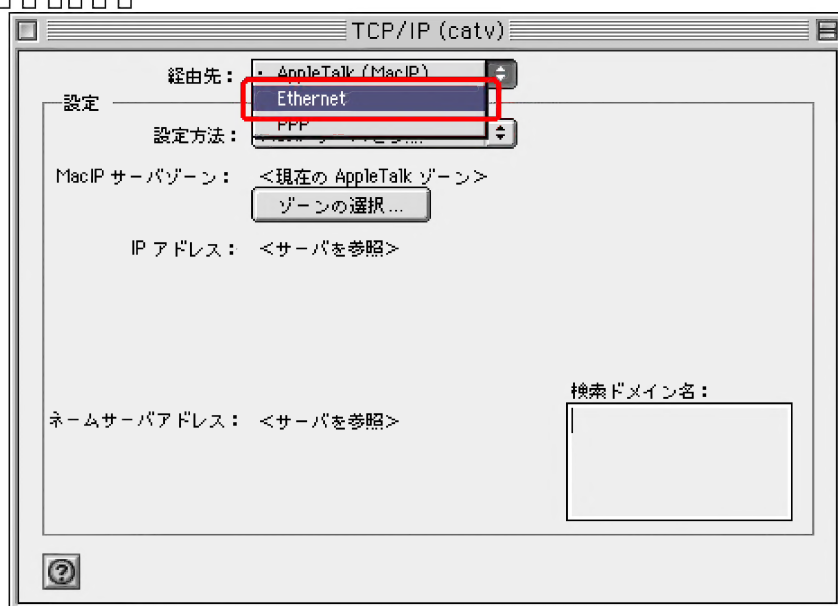 TCP/IP (catv)
経由先： AppleTalk (MacIP)
Ethernet
設定
PPP
設定方法：
MacIP サーバゾーン： <現在の AppleTalk ゾーン>
ゾーンの選択...
IP アドレス： <サーバを参照>
検索ドメイン名：
ネームサーバアドレス： <サーバを参照>